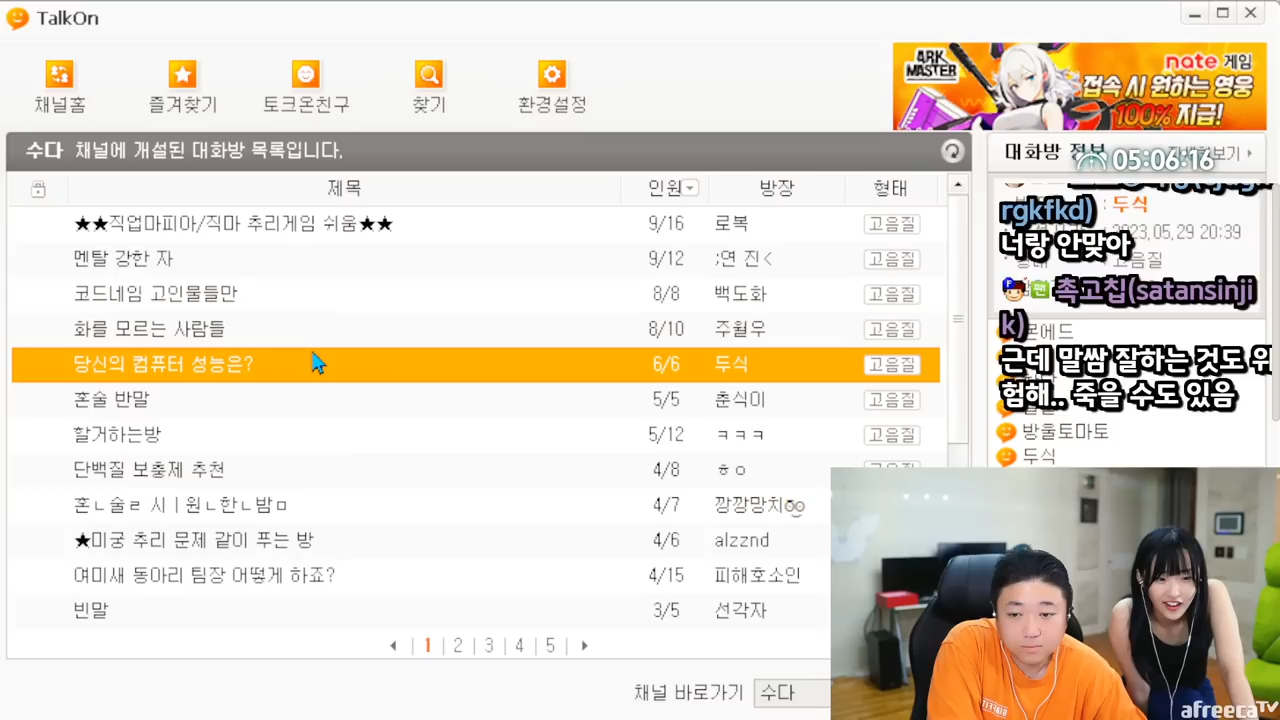 TalkOn
채널홈
즐겨찾기
토크온친구
찾기
환경설정
ARK MASTER
nate 게임
접속 시 원하는 영웅
100% 지급!
수다 채널에 개설된 대화방 목록입니다.
제목 인원 방장 형태
★★직업마피아/직마 추리게임 쉬움★★ 9/16 로복 고음질
멘탈 강한 자 9/12 ;연 진< 고음질
코드네임 고인물들만 8/8 백도화 고음질
화를 모르는 사람들 8/10 주월우 고음질
당신의 컴퓨터 성능은? 6/6 두식 고음질
혼술 반말 5/5 춘식이 고음질
할거하는방 5/12 ㅋㅋㅋ 고음질
단백질 보충제 추천 4/8 ㅎㅇ 고음질
혼ㄴ술ㄹ 시ㅣ원ㄴ한ㄴ밤ㅁ 4/7 깡깡망치
★미궁 추리 문제 같이 푸는 방 4/6 alzznd
여미새 동아리 팀장 어떻게 하죠? 4/15 피해호소인
빈말 3/5 선각자
1 2 3 4 5
채널 바로가기 수다
대화방 정보
05:06:16
: 두식
2023,05,29 20:39
고음질
rgkfkd)
너랑 안맞아
팬 촉고칩(satansinji
k)
근데 말쌈 잘하는 것도 위
험해.. 죽을 수도 있음
몬에드
방울토마토
두식
afreecaTV